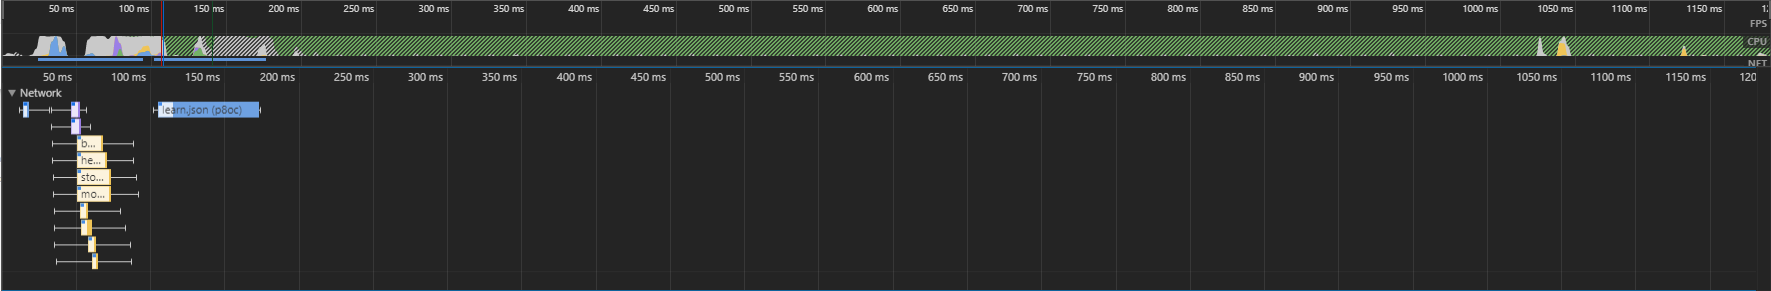 50 ms 100 ms 150 ms 200 ms 250 ms 300 ms 350 ms 400 ms 450 ms 500 ms 550 ms 600 ms 650 ms 700 ms 750 ms 800 ms 850 ms 900 ms 950 ms 1000 ms 1050 ms 1100 ms 1150 ms
FPS
CPU
NET
50 ms 100 ms 150 ms 200 ms 250 ms 300 ms 350 ms 400 ms 450 ms 500 ms 550 ms 600 ms 650 ms 700 ms 750 ms 800 ms 850 ms 900 ms 950 ms 1000 ms 1050 ms 1100 ms 1150 ms 120
Network
learn.json (p8oc)
b...
he...
sto...
mo...